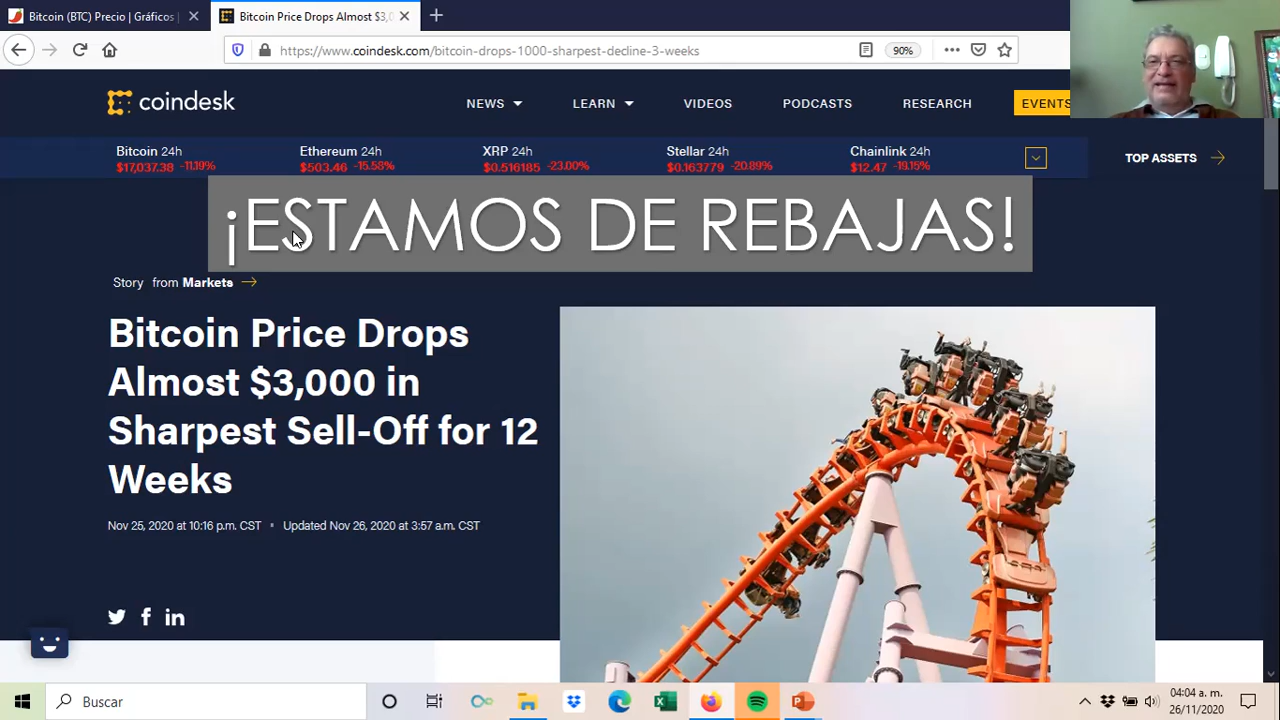 Bitcoin (BTC) Precio | Gráficos
Bitcoin Price Drops Almost $3,0
https://www.coindesk.com/bitcoin-drops-1000-sharpest-decline-3-weeks
90%
coindesk
NEWS
LEARN
VIDEOS
PODCASTS
RESEARCH
EVENTS
Bitcoin 24h
$17,037.38 -11.19%
Ethereum 24h
$503.46 -15.58%
XRP 24h
$0.516185 -23.00%
Stellar 24h
$0.163779 -20.89%
Chainlink 24h
$12.47 -19.15%
TOP ASSETS
¡ESTAMOS DE REBAJAS!
Story from Markets
Bitcoin Price Drops
Almost $3,000 in
Sharpest Sell-Off for 12
Weeks
Nov 25, 2020 at 10:16 p.m. CST
Updated Nov 26, 2020 at 3:57 a.m. CST
Buscar
04:04 a. m.
26/11/2020